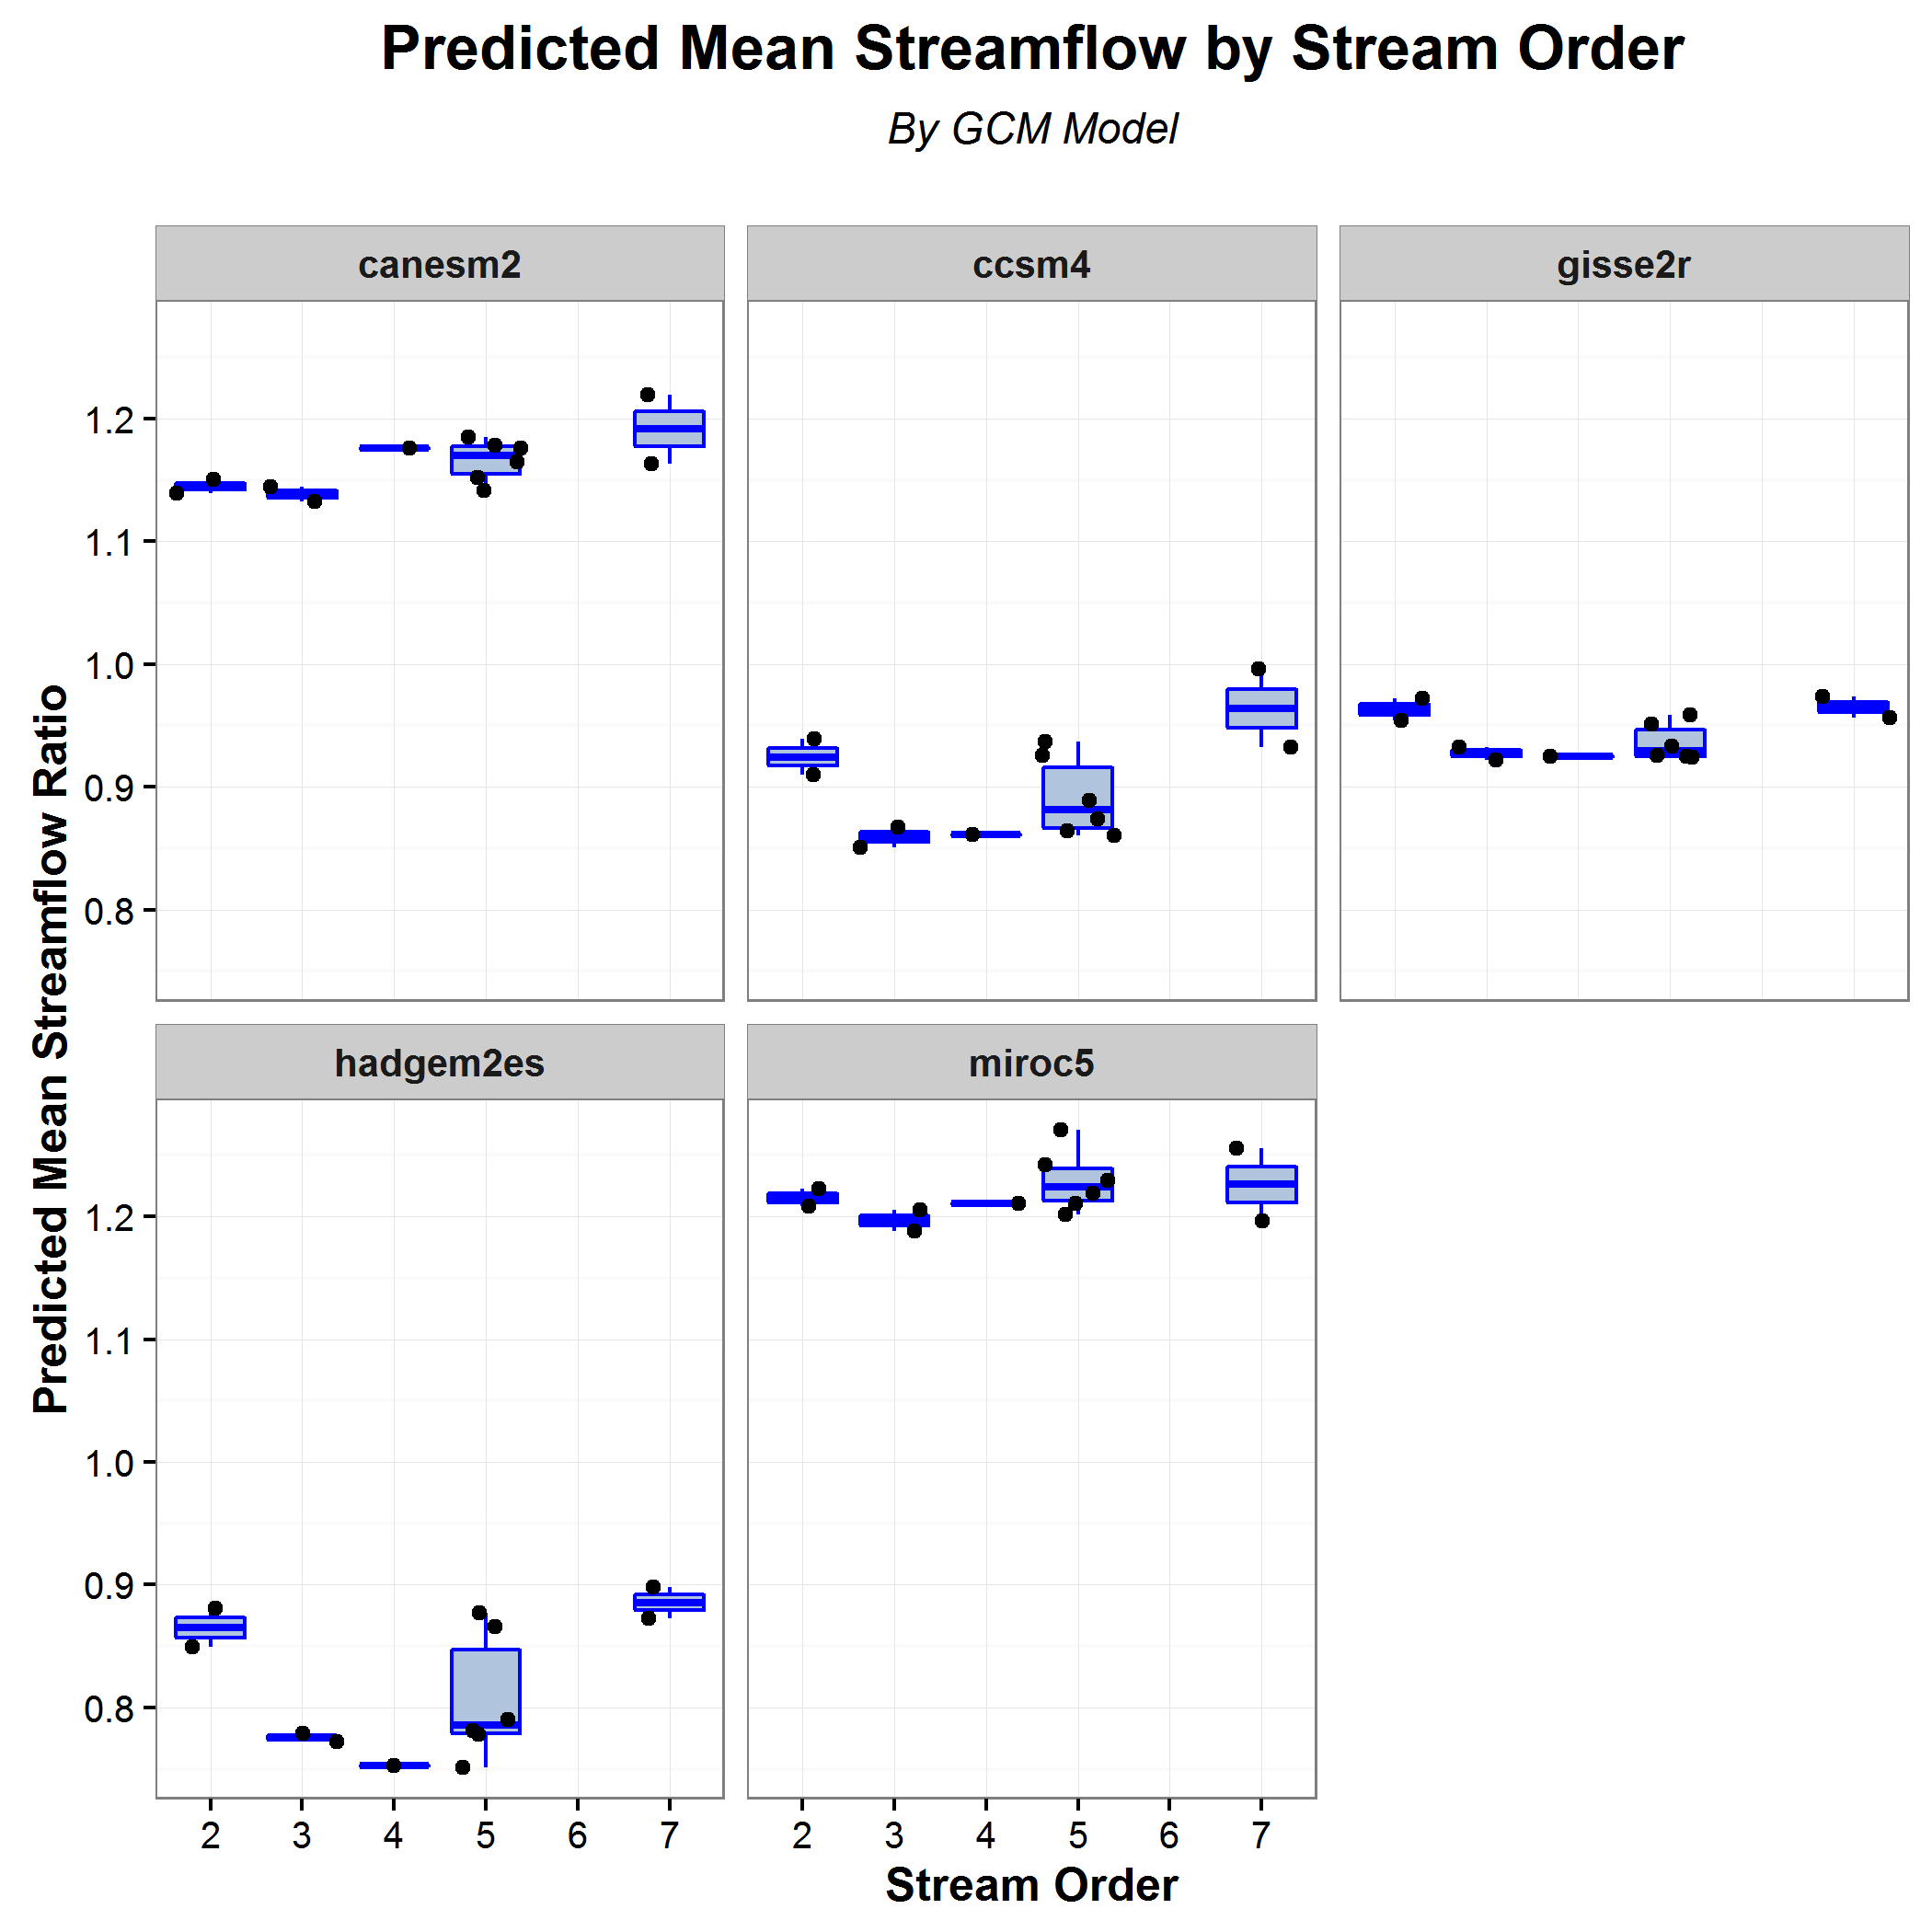 Predicted Mean Streamflow by Stream Order
By GCM Model
canesm2
ccsm4
gisse2r
1.2
1.1
1.0
0.9
0.8
Predicted Mean Streamflow Ratio
hadgem2es
miroc5
1.2
1.1
1.0
0.9
0.8
2 3 4 5 6 7
2 3 4 5 6 7
Stream Order